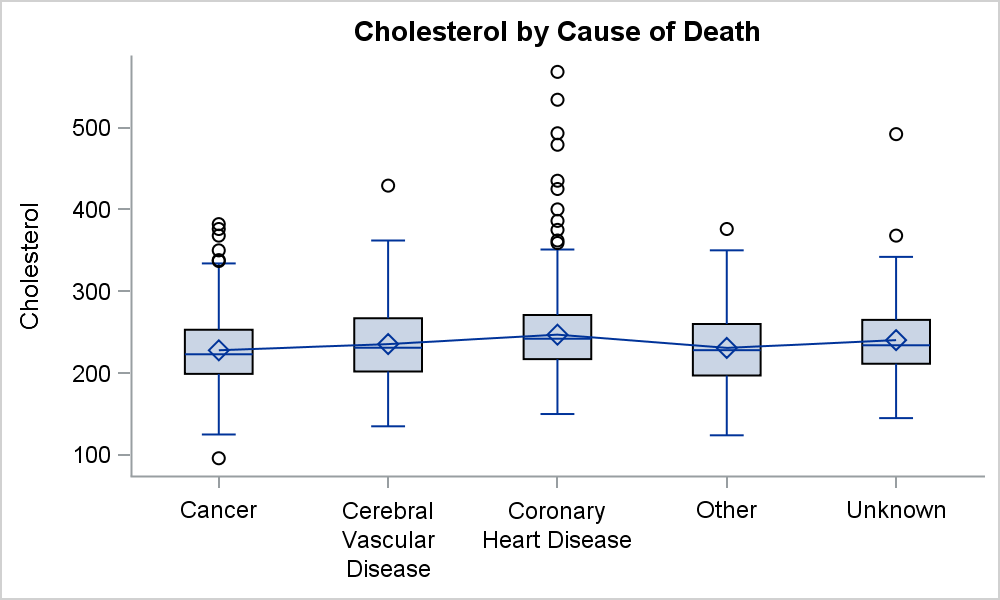 Cholesterol by Cause of Death
500
400
300
200
100
Cholesterol
Cancer
Cerebral
Vascular
Disease
Coronary
Heart Disease
Other
Unknown